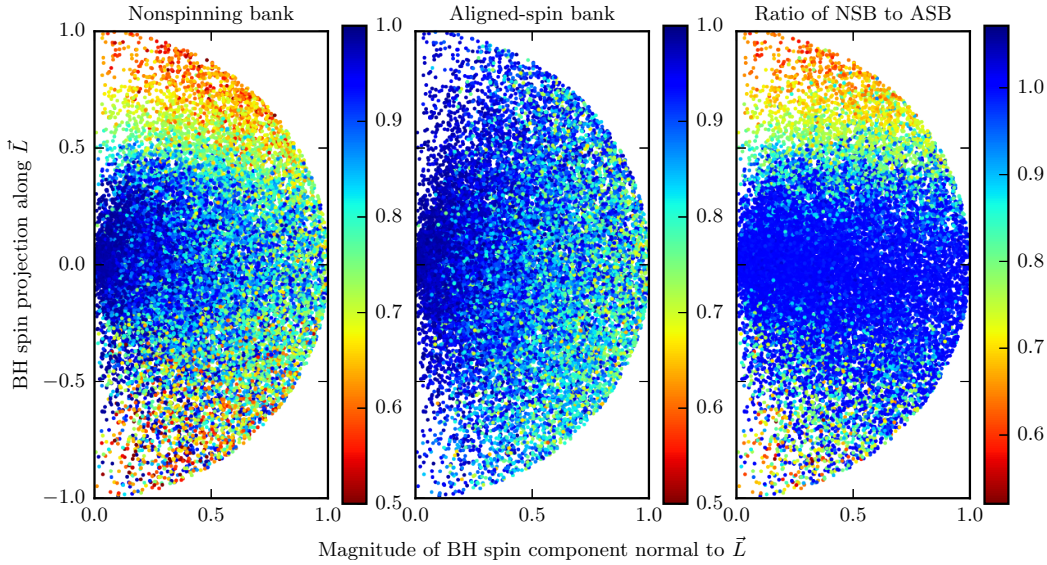 Nonspinning bank
Aligned-spin bank
Ratio of NSB to ASB
BH spin projection along L⃗
1.0
0.5
0.0
−0.5
−1.0
0.0 0.5 1.0
1.0
0.9
0.8
0.7
0.6
0.5
0.0 0.5 1.0
1.0
0.9
0.8
0.7
0.6
0.5
0.0 0.5 1.0
1.0
0.9
0.8
0.7
0.6
Magnitude of BH spin component normal to L⃗